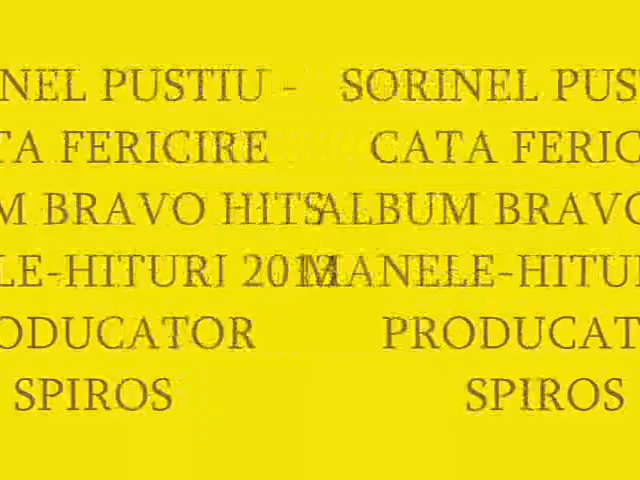 NEL PUSTIU - SORINEL PUS
TA FERICIRE CATA FERIC
M BRAVO HITS ALBUM BRAVO
LE-HITURI MANELE-HITU
ODUCATOR PRODUCAT
SPIROS SPIROS